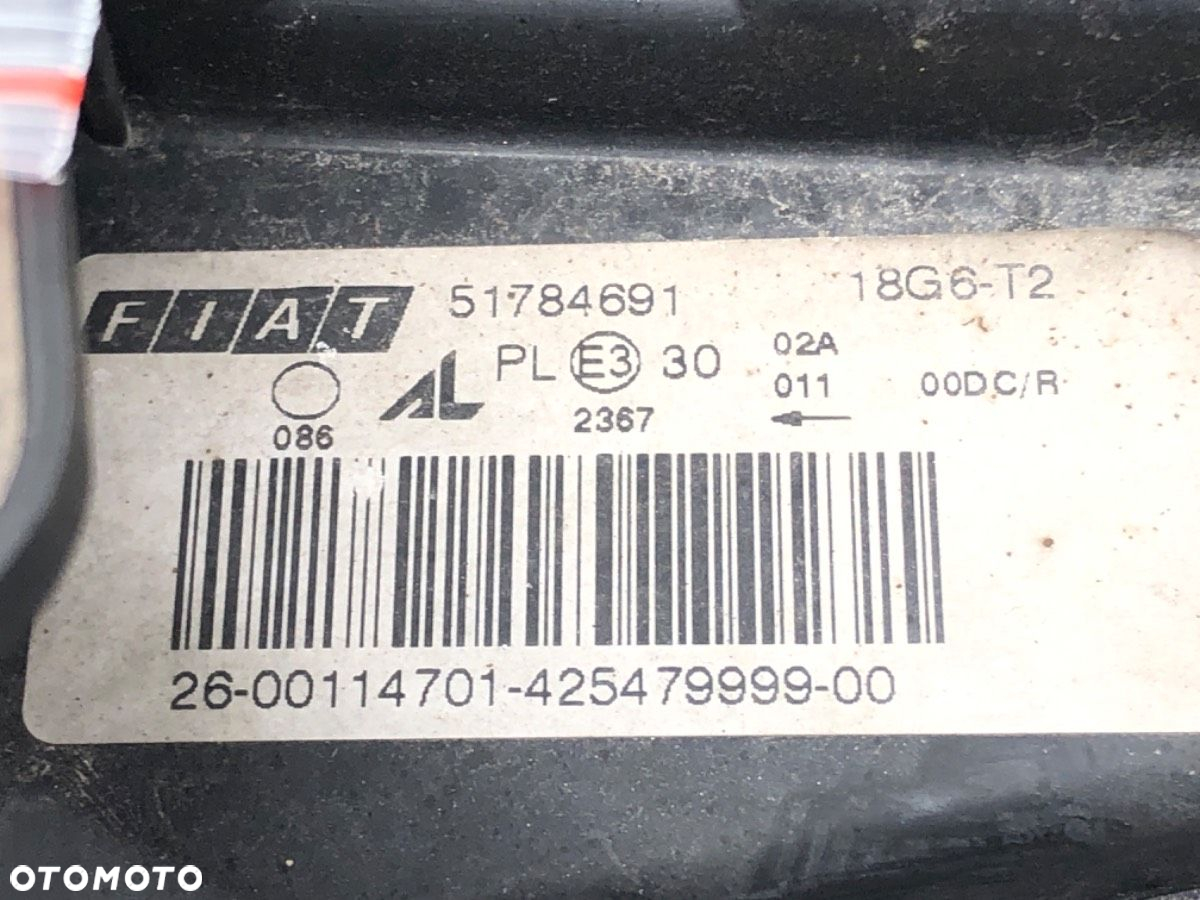 FIAT 51784691 18G6-T2
AL PL E3 30 02A
011 00DC/R
086 2367
26-00114701-425479999-00
OTOMOTO